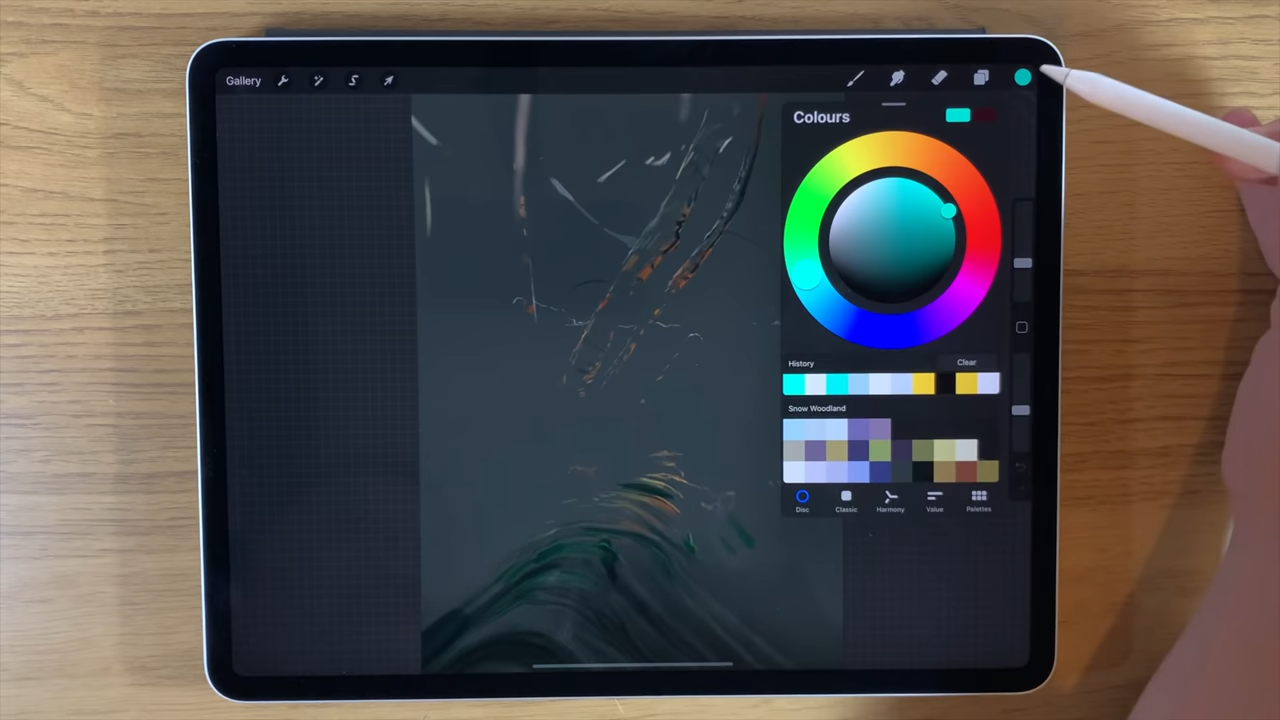 Gallery
Colours
History Clear
Snow Woodland
Disc Classic Harmony Value Palettes